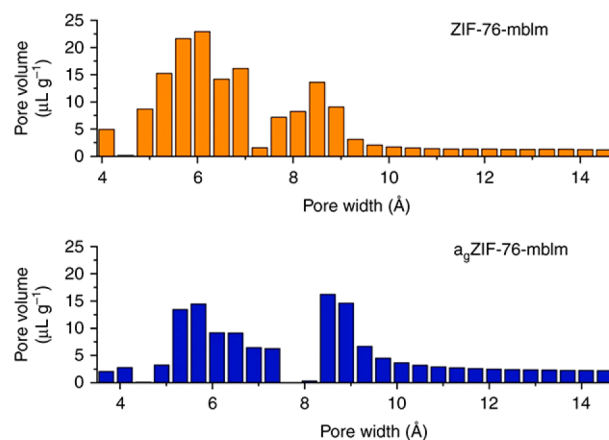 ZIF-76-mbIm
25
20
15
10
5
0
Pore volume
(µL g⁻¹)
4 6 8 10 12 14
Pore width (Å)
agZIF-76-mbIm
25
20
15
10
5
0
Pore volume
(µL g⁻¹)
4 6 8 10 12 14
Pore width (Å)